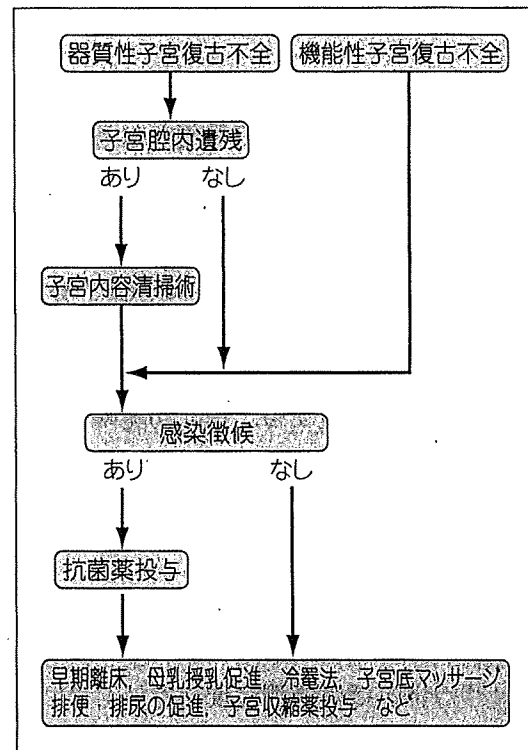 器質性子宮復古不全
機能性子宮復古不全
子宮腔内遺残
あり
なし
子宮内容清掃術
感染徴候
あり
なし
抗菌薬投与
早期離床,母乳授乳促進,冷罨法,子宮底マッサージ
排便・排尿の促進,子宮収縮薬投与 など